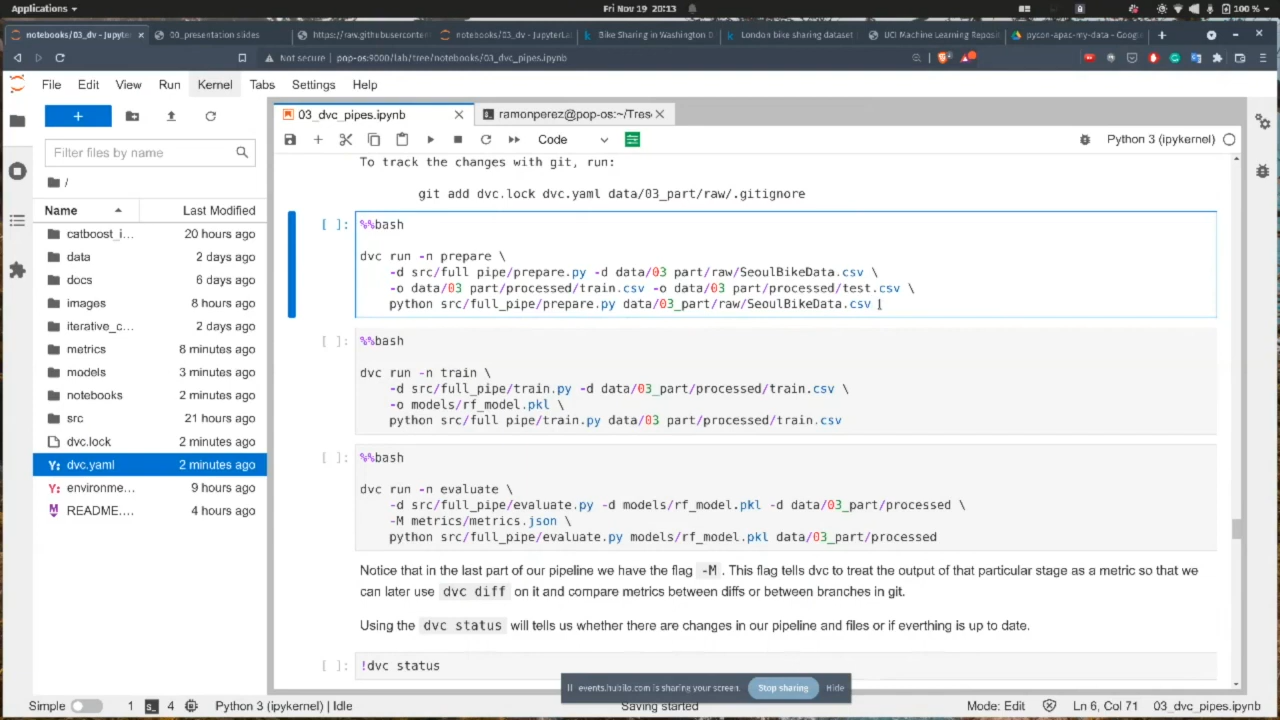 Applications
Fri Nov 19 20:13
100 %
notebooks/03_dv - Jupyter
00_presentation slides
https://raw.githubusercontent
notebooks/03_dv - JupyterLa
Bike Sharing in Washington D
London bike sharing dataset
UCI Machine Learning Reposit
pycon-apac-my-data - Googl
Not secure
pop-os:9000/lab/tree/notebooks/03_dvc_pipes.ipynb
File Edit View Run Kernel Tabs Settings Help
03_dvc_pipes.ipynb
ramonperez@pop-os:~/Tresc
Code
Python 3 (ipykernel)
Filter files by name
/
Name
Last Modified
catboost_i… 20 hours ago
data 2 days ago
docs 6 days ago
images 8 hours ago
iterative_c… 2 days ago
metrics 8 minutes ago
models 3 minutes ago
notebooks 2 minutes ago
src 21 hours ago
dvc.lock 2 minutes ago
Y: dvc.yaml 2 minutes ago
Y: environme… 9 hours ago
README.… 4 hours ago
To track the changes with git, run:
git add dvc.lock dvc.yaml data/03_part/raw/.gitignore
[ ]: %%bash
dvc run -n prepare \
-d src/full_pipe/prepare.py -d data/03_part/raw/SeoulBikeData.csv \
-o data/03_part/processed/train.csv -o data/03_part/processed/test.csv \
python src/full_pipe/prepare.py data/03_part/raw/SeoulBikeData.csv
[ ]: %%bash
dvc run -n train \
-d src/full_pipe/train.py -d data/03_part/processed/train.csv \
-o models/rf_model.pkl \
python src/full_pipe/train.py data/03_part/processed/train.csv
[ ]: %%bash
dvc run -n evaluate \
-d src/full_pipe/evaluate.py -d models/rf_model.pkl -d data/03_part/processed \
-M metrics/metrics.json \
python src/full_pipe/evaluate.py models/rf_model.pkl data/03_part/processed
Notice that in the last part of our pipeline we have the flag -M . This flag tells dvc to treat the output of that particular stage as a metric so that we
can later use dvc diff on it and compare metrics between diffs or between branches in git.
Using the dvc status will tells us whether there are changes in our pipeline and files or if everthing is up to date.
[ ]: !dvc status
events.hubilo.com is sharing your screen. Stop sharing Hide
Simple 1 4 Python 3 (ipykernel) | Idle
Saving started
Mode: Edit Ln 6, Col 71 03_dvc_pipes.ipynb